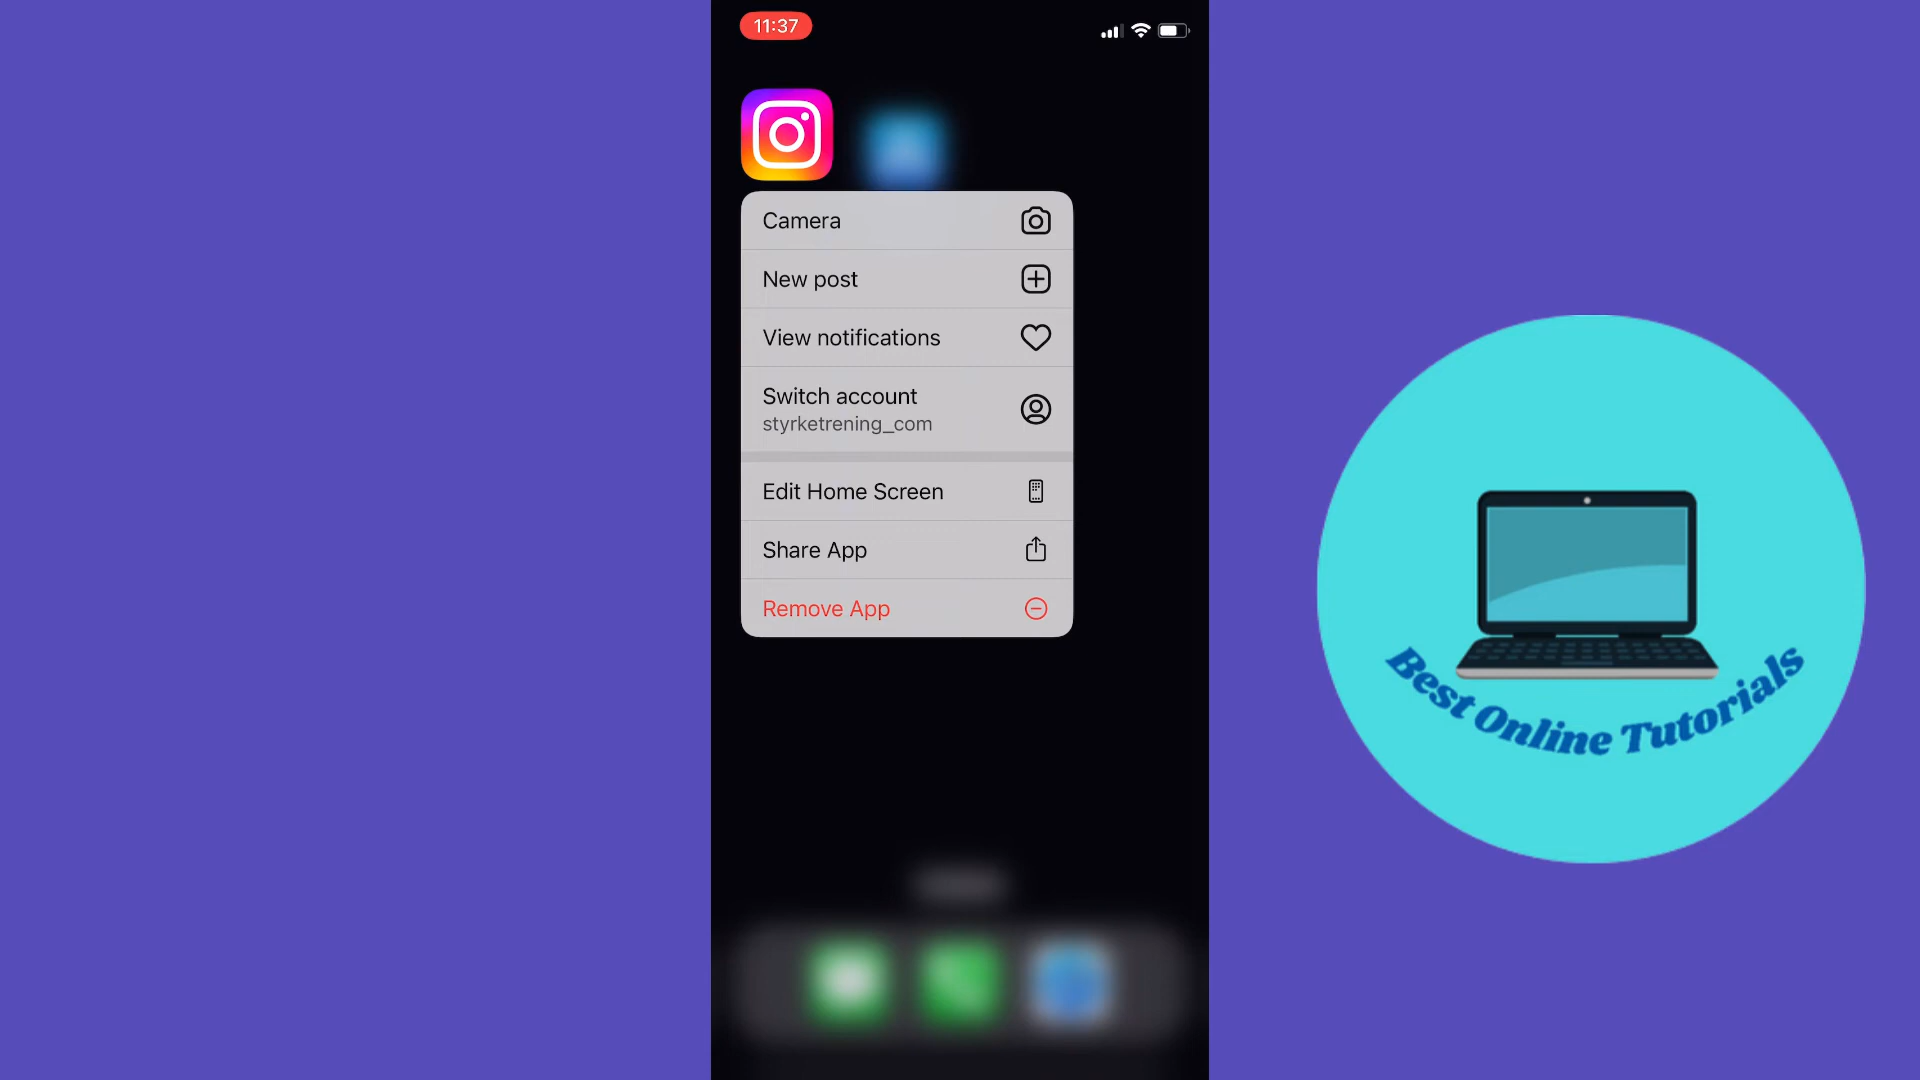 11:37
Camera
New post
View notifications
Switch account
styrketrening_com
Edit Home Screen
Share App
Remove App
Best Online Tutorials